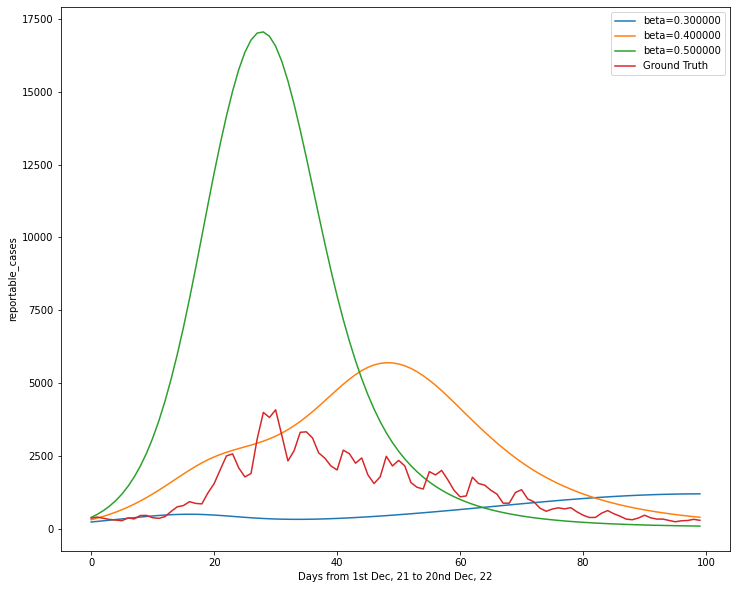 17500
15000
12500
10000
7500
5000
2500
0
reportable_cases
beta=0.300000
beta=0.400000
beta=0.500000
Ground Truth
0 20 40 60 80 100
Days from 1st Dec, 21 to 20nd Dec, 22